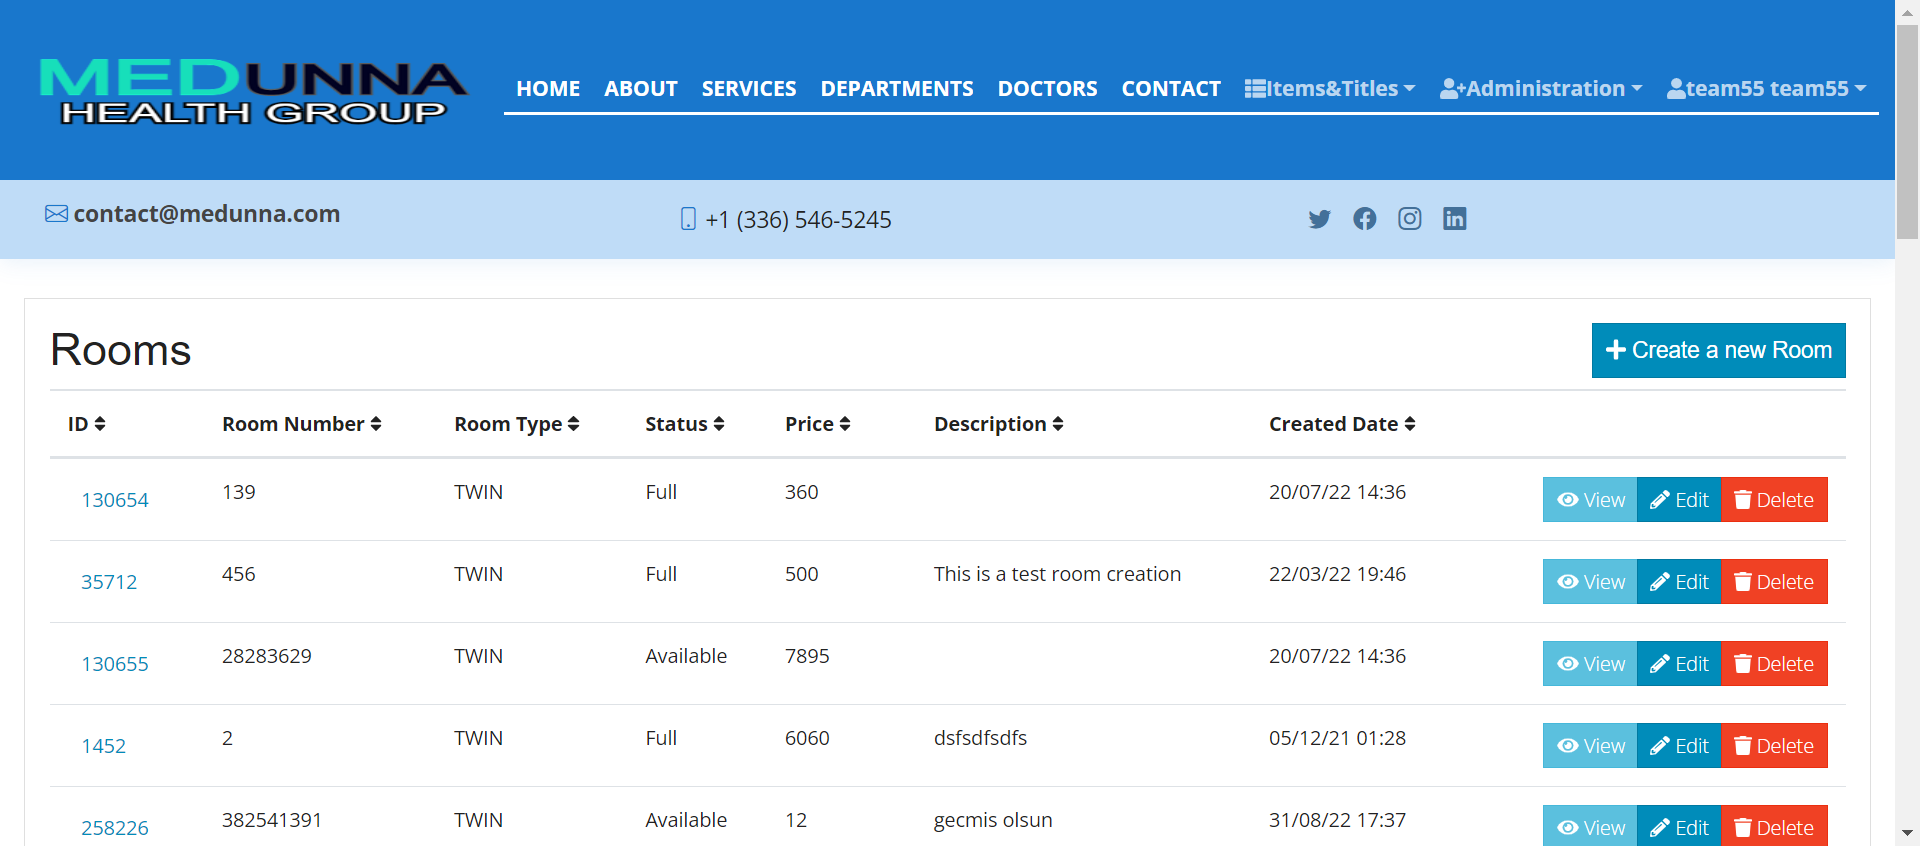 MEDUNNA
HEALTH GROUP
HOME ABOUT SERVICES DEPARTMENTS DOCTORS CONTACT Items&Titles Administration team55 team55
contact@medunna.com +1 (336) 546-5245
Rooms + Create a new Room
ID Room Number Room Type Status Price Description Created Date
130654 139 TWIN Full 360 20/07/22 14:36 View Edit Delete
35712 456 TWIN Full 500 This is a test room creation 22/03/22 19:46 View Edit Delete
130655 28283629 TWIN Available 7895 20/07/22 14:36 View Edit Delete
1452 2 TWIN Full 6060 dsfsdfsdfs 05/12/21 01:28 View Edit Delete
258226 382541391 TWIN Available 12 gecmis olsun 31/08/22 17:37 View Edit Delete